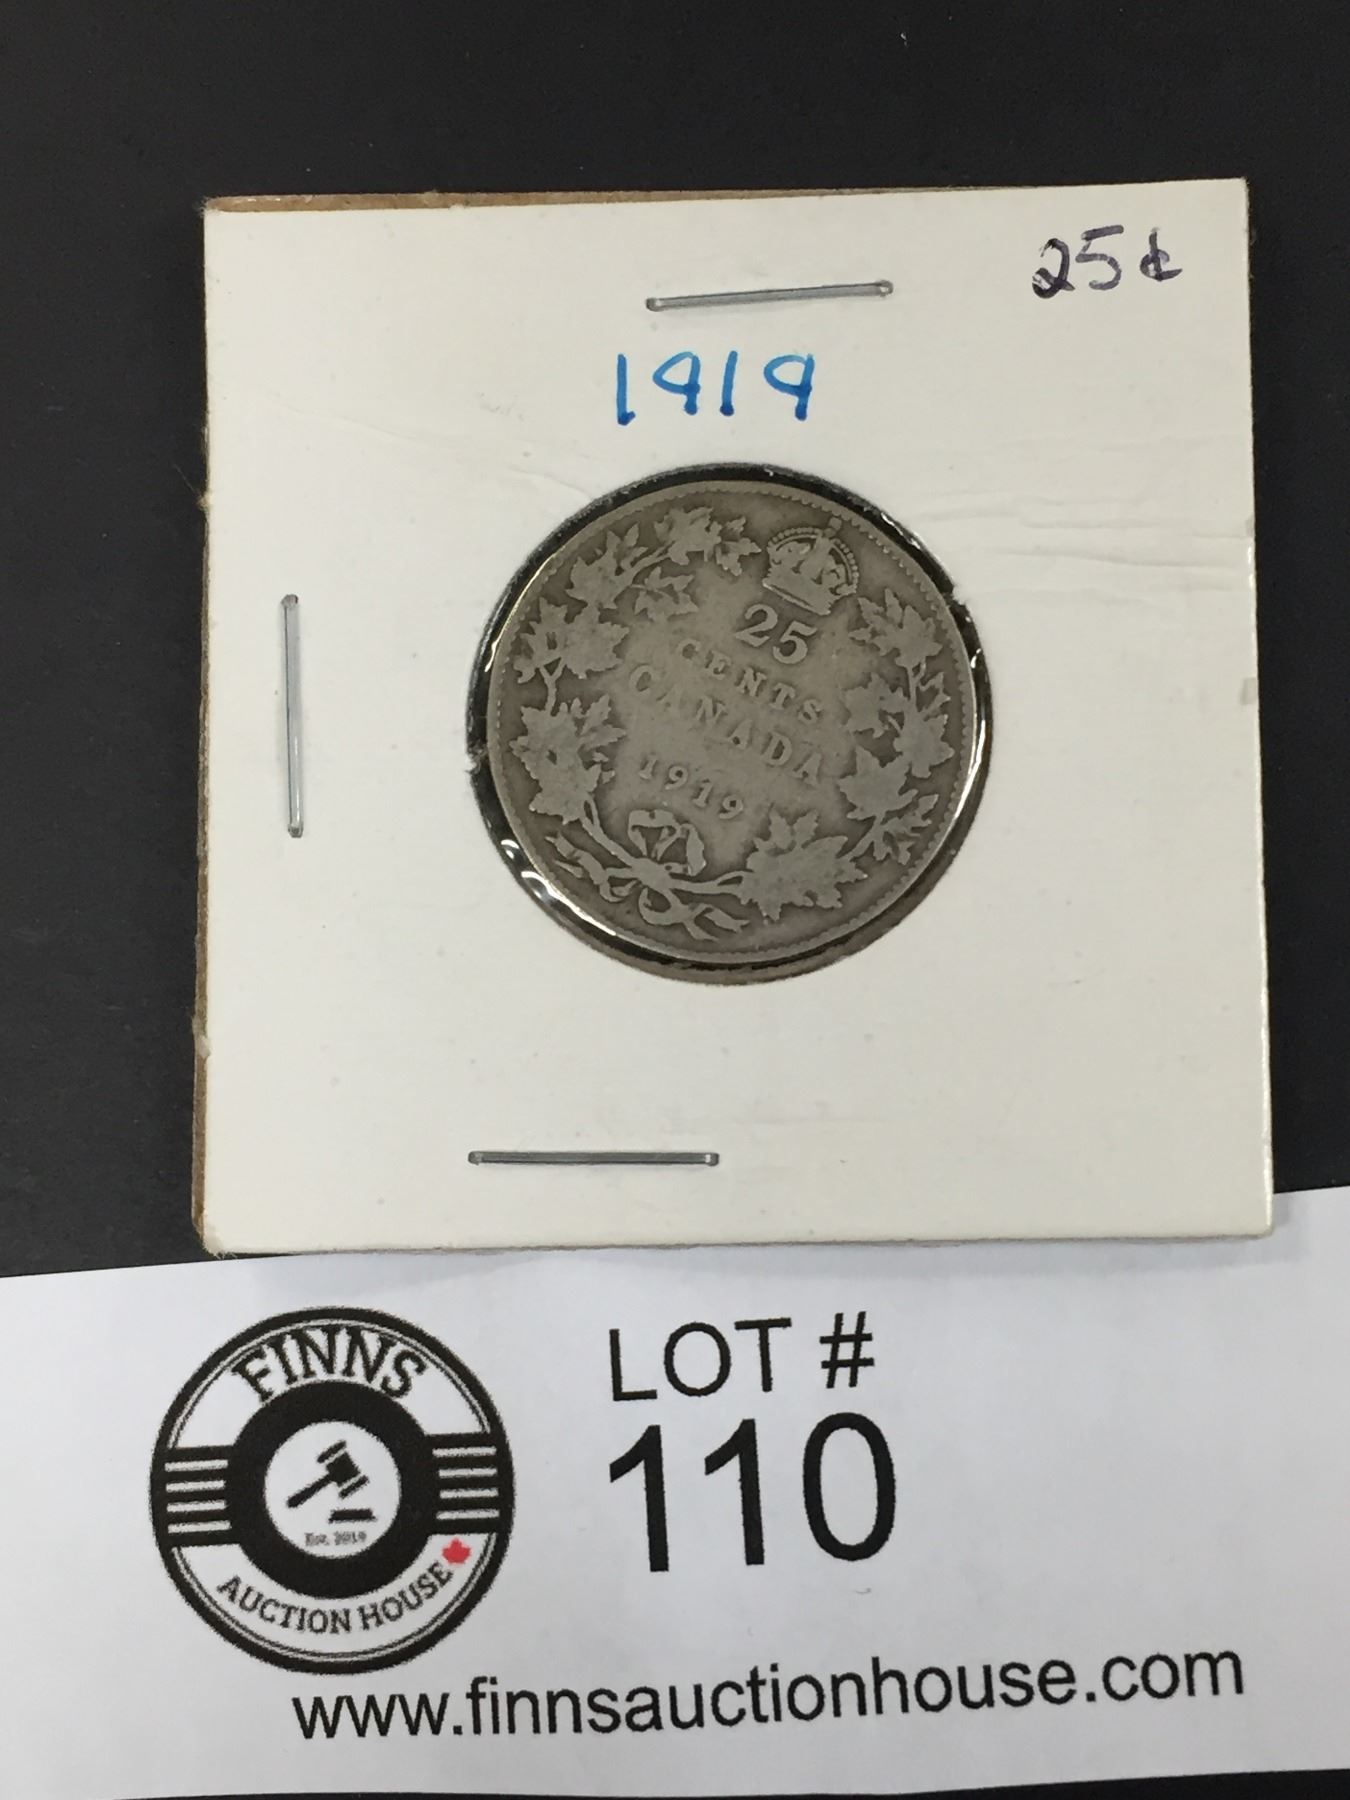 25¢
1919
25
CENTS
CANADA
1919
FINNS
Est. 2019
AUCTION HOUSE
LOT #
110
www.finnsauctionhouse.com